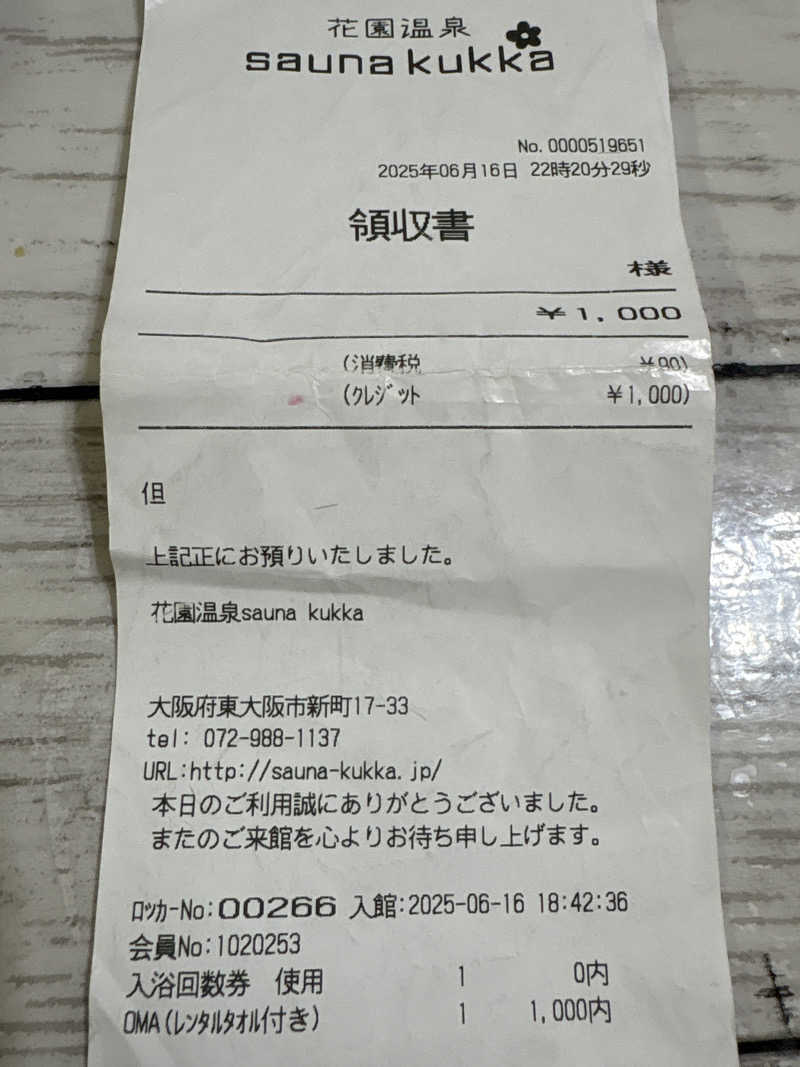 花園温泉
sauna kukka
No. 0000519651
2025年06月16日 22時20分29秒
領収書
様
￥1,000
(消費税 ￥90)
(ｸﾚｼﾞｯﾄ ￥1,000)
但
上記正にお預りいたしました。
花園温泉sauna kukka
大阪府東大阪市新町17-33
tel: 072-988-1137
URL:http://sauna-kukka.jp/
本日のご利用誠にありがとうございました。
またのご来館を心よりお待ち申し上げます。
ﾛｯｶｰNo:00266 入館:2025-06-16 18:42:36
会員No:1020253
入浴回数券 使用 1 0内
OMA(ﾚﾝﾀﾙﾀｵﾙ付き) 1 1,000内